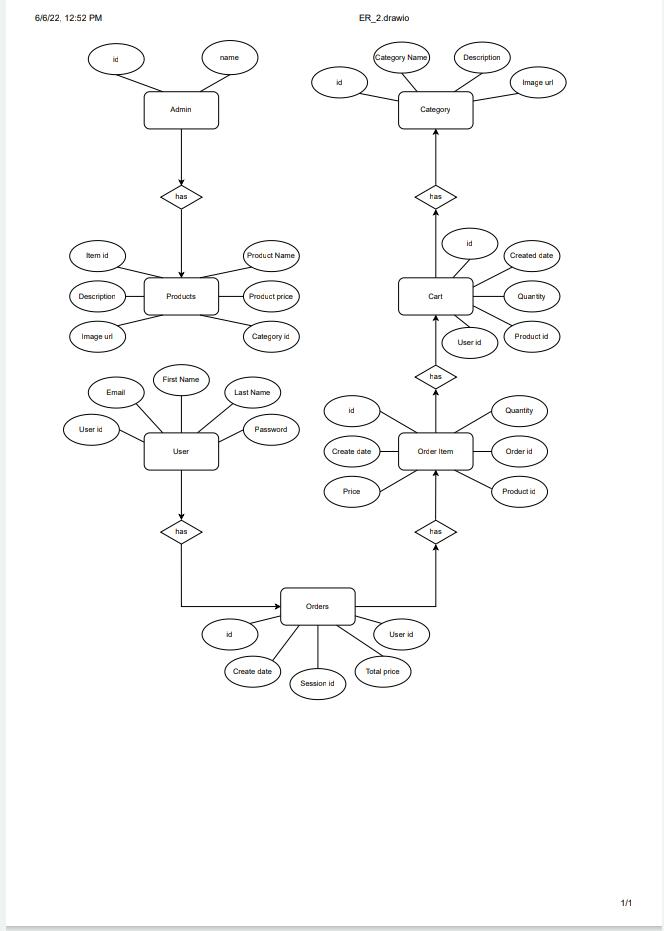 6/6/22, 12:52 PM
ER_2.drawio
id
name
Admin
has
Item id
Product Name
Description
Products
Product price
Image url
Category id
First Name
Email
Last Name
User id
Password
User
has
Category Name
Description
id
Image url
Category
has
id
Created date
Cart
Quantity
User id
Product id
has
id
Quantity
Create date
Order Item
Order id
Price
Product id
has
Orders
id
User id
Create date
Session id
Total price
1/1